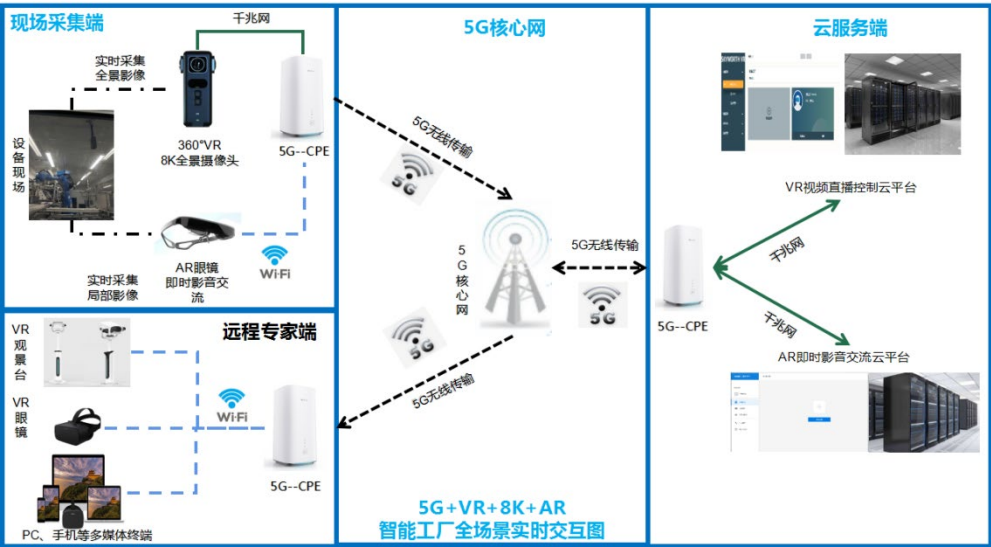 现场采集端
千兆网
实时采集
全景影像
360°VR
8K全景摄像头
5G--CPE
设备现场
AR眼镜
即时影音交
流
Wi-Fi
实时采集
局部影像
远程专家端
VR
观
景
台
VR
眼
镜
Wi-Fi
5G--CPE
PC、手机等多媒体终端
5G核心网
5G无线传输
5G
5G核心网
5G无线传输
5G
5G
5G无线传输
5G+VR+8K+AR
智能工厂全场景实时交互图
云服务端
VR视频直播控制云平台
千兆网
5G--CPE
千兆网
AR即时影音交流云平台